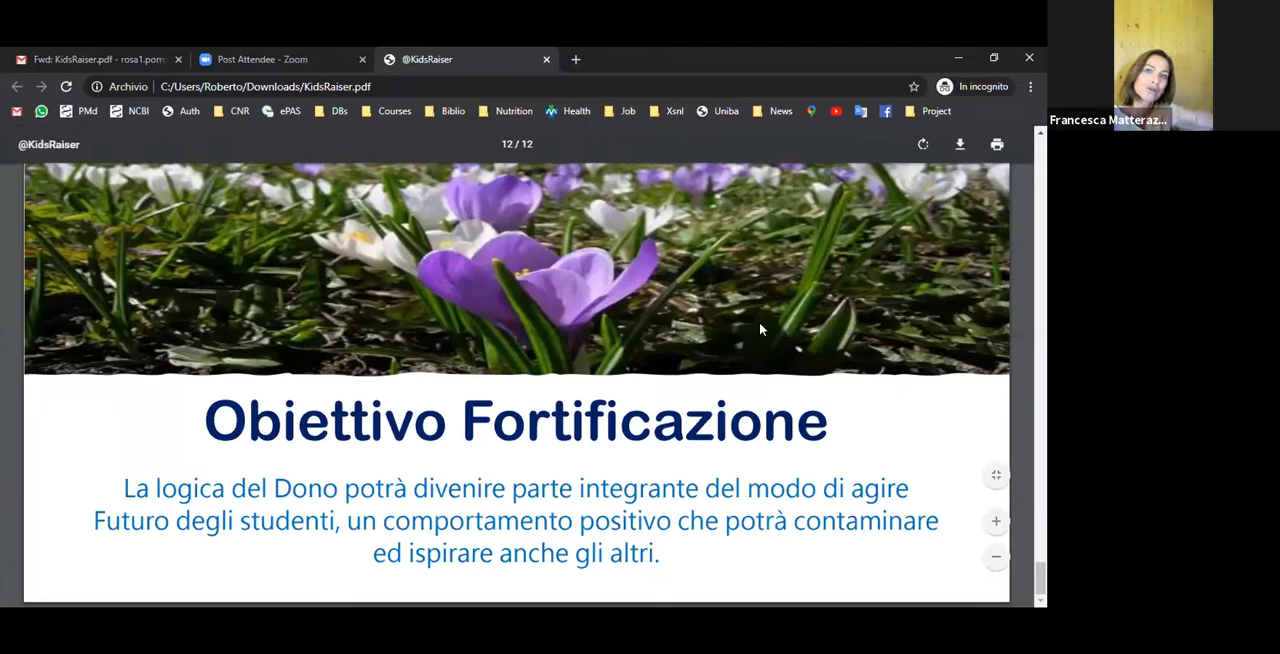 Fwd: KidsRaiser.pdf - rosa1.porr
Post Attendee - Zoom
@KidsRaiser
Archivio
C:/Users/Roberto/Downloads/KidsRaiser.pdf
In incognito
PMd
NCBI
Auth
CNR
ePAS
DBs
Courses
Biblio
Nutrition
Health
Job
Xsnl
Uniba
News
Project
@KidsRaiser
12 / 12
Francesca Matteraz...
Obiettivo Fortificazione
La logica del Dono potrà divenire parte integrante del modo di agire
Futuro degli studenti, un comportamento positivo che potrà contaminare
ed ispirare anche gli altri.